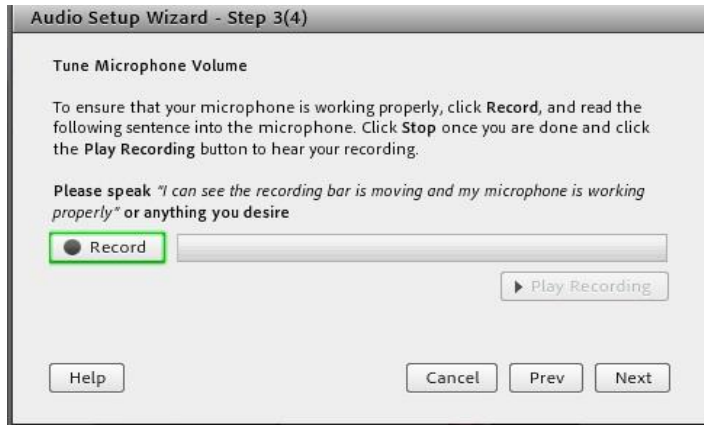 Audio Setup Wizard - Step 3(4)
Tune Microphone Volume
To ensure that your microphone is working properly, click Record, and read the
following sentence into the microphone. Click Stop once you are done and click
the Play Recording button to hear your recording.
Please speak "I can see the recording bar is moving and my microphone is working
properly" or anything you desire
Record
Play Recording
Help Cancel Prev Next